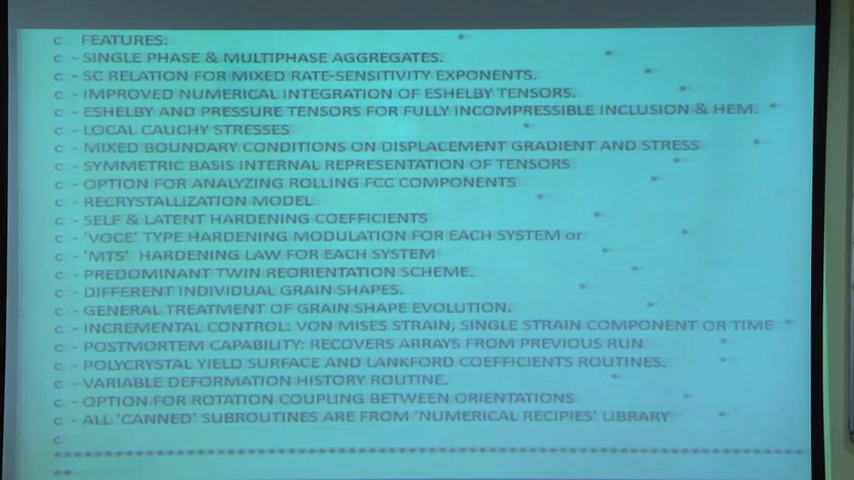 c FEATURES: *
c - SINGLE PHASE & MULTIPHASE AGGREGATES. *
c - SC RELATION FOR MIXED RATE-SENSITIVITY EXPONENTS. *
c - IMPROVED NUMERICAL INTEGRATION OF ESHELBY TENSORS. *
c - ESHELBY AND PRESSURE TENSORS FOR FULLY INCOMPRESSIBLE INCLUSION & HEM. *
c - LOCAL CAUCHY STRESSES *
c - MIXED BOUNDARY CONDITIONS ON DISPLACEMENT GRADIENT AND STRESS *
c - SYMMETRIC BASIS INTERNAL REPRESENTATION OF TENSORS *
c - OPTION FOR ANALYZING ROLLING FCC COMPONENTS *
c - RECRYSTALLIZATION MODEL *
c - SELF & LATENT HARDENING COEFFICIENTS *
c - 'VOCE' TYPE HARDENING MODULATION FOR EACH SYSTEM or *
c - 'MTS' HARDENING LAW FOR EACH SYSTEM *
c - PREDOMINANT TWIN REORIENTATION SCHEME. *
c - DIFFERENT INDIVIDUAL GRAIN SHAPES. *
c - GENERAL TREATMENT OF GRAIN SHAPE EVOLUTION. *
c - INCREMENTAL CONTROL: VON MISES STRAIN, SINGLE STRAIN COMPONENT OR TIME *
c - POSTMORTEM CAPABILITY: RECOVERS ARRAYS FROM PREVIOUS RUN *
c - POLYCRYSTAL YIELD SURFACE AND LANKFORD COEFFICIENTS ROUTINES. *
c - VARIABLE DEFORMATION HISTORY ROUTINE. *
c - OPTION FOR ROTATION COUPLING BETWEEN ORIENTATIONS *
c - ALL 'CANNED' SUBROUTINES ARE FROM 'NUMERICAL RECIPIES' LIBRARY *
c
**************************************************************************
**